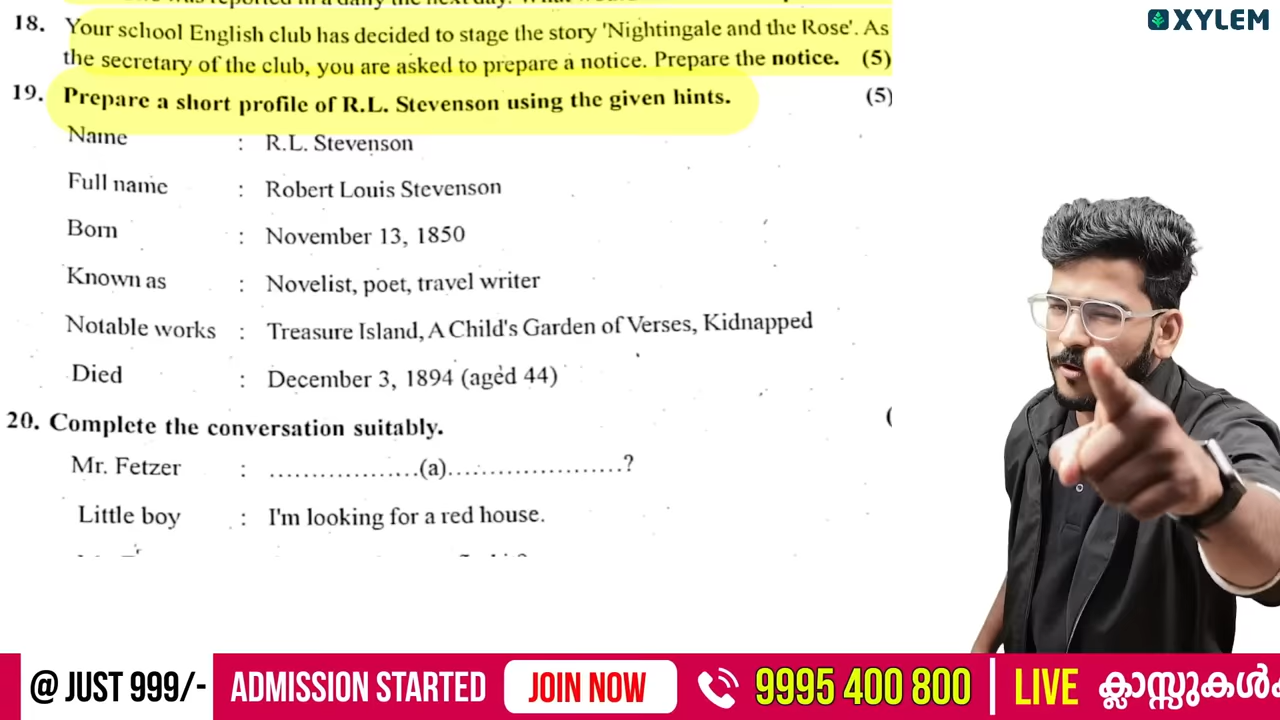 18. Your school English club has decided to stage the story 'Nightingale and the Rose'. As
the secretary of the club, you are asked to prepare a notice. Prepare the notice. (5)
19. Prepare a short profile of R.L. Stevenson using the given hints. (5)
Name : R.L. Stevenson
Full name : Robert Louis Stevenson
Born : November 13, 1850
Known as : Novelist, poet, travel writer
Notable works : Treasure Island, A Child's Garden of Verses, Kidnapped
Died : December 3, 1894 (aged 44)
20. Complete the conversation suitably. (
Mr. Fetzer : ..................(a)......................?
Little boy : I'm looking for a red house.
XYLEM
@ JUST 999/- ADMISSION STARTED JOIN NOW 9995 400 800 LIVE